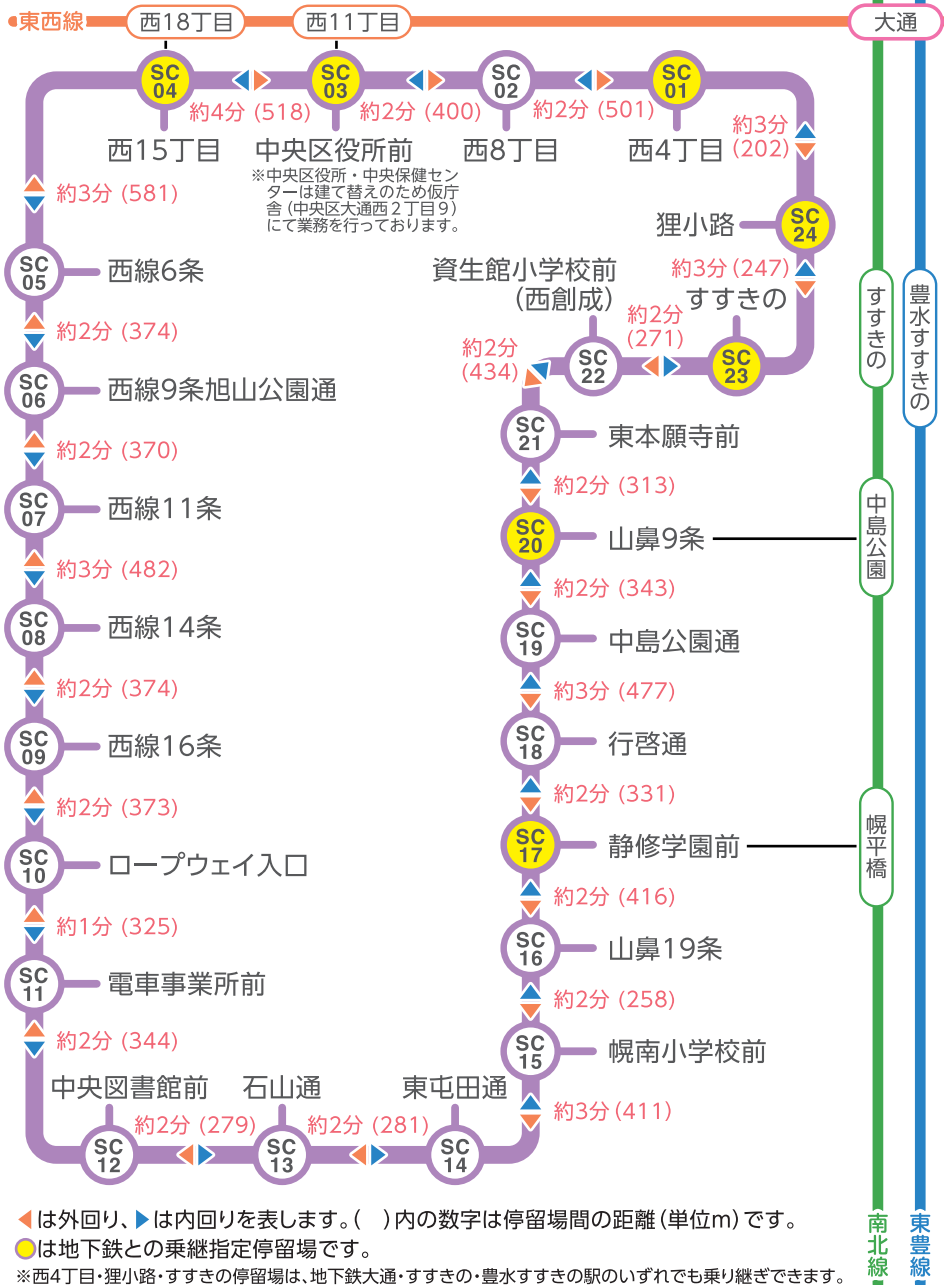 東西線
西18丁目
西11丁目
大通
SC
04
SC
03
SC
02
SC
01
約4分 (518)
約2分 (400)
約2分 (501)
西15丁目
中央区役所前
西8丁目
西4丁目
※中央区役所・中央保健セン
ターは建て替えのため仮庁
舎(中央区大通西２丁目９)
にて業務を行っております。
約3分
(202)
SC
24
狸小路
約3分(247)
すすきの
SC
23
約2分
(271)
資生館小学校前
(西創成)
SC
22
約2分
(434)
SC
21
東本願寺前
約2分 (313)
SC
20
山鼻9条
約2分 (343)
SC
19
中島公園通
約3分 (477)
SC
18
行啓通
約2分 (331)
SC
17
静修学園前
約2分 (416)
SC
16
山鼻19条
約2分 (258)
SC
15
幌南小学校前
約3分(411)
約3分 (581)
SC
05
西線6条
約2分 (374)
SC
06
西線9条旭山公園通
約2分 (370)
SC
07
西線11条
約3分 (482)
SC
08
西線14条
約2分 (374)
SC
09
西線16条
約2分 (373)
SC
10
ロープウェイ入口
約1分 (325)
SC
11
電車事業所前
約2分 (344)
中央図書館前
石山通
東屯田通
約2分 (279)
約2分 (281)
SC
12
SC
13
SC
14
すすきの
豊水すすきの
中島公園
幌平橋
南北線
東豊線
は外回り、
は内回りを表します。(　)内の数字は停留場間の距離(単位m)です。
は地下鉄との乗継指定停留場です。
※西4丁目・狸小路・すすきの停留場は、地下鉄大通・すすきの・豊水すすきの駅のいずれでも乗り継ぎできます。